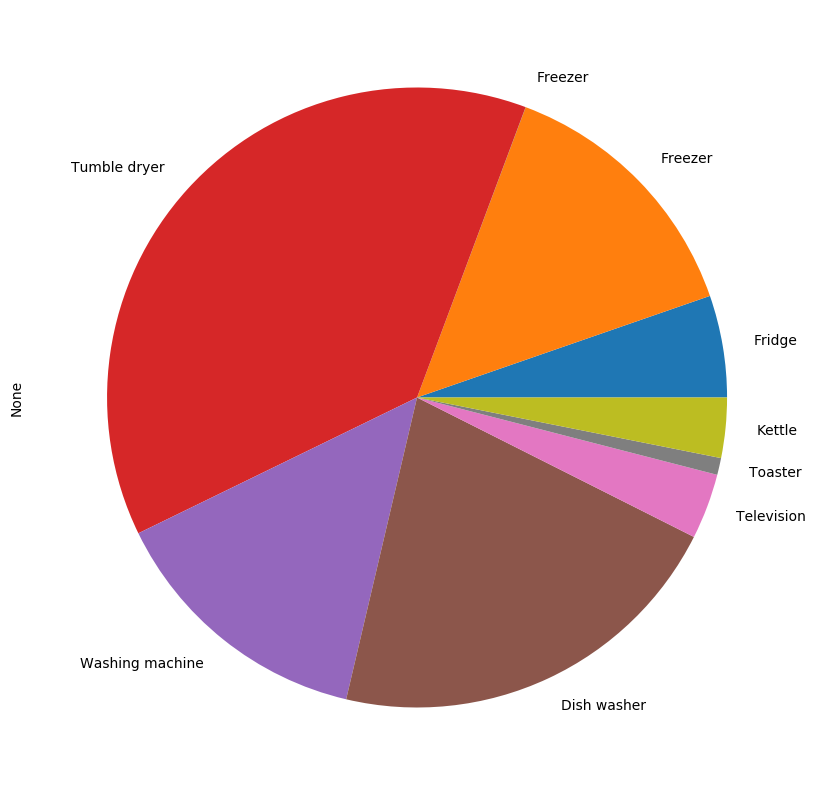 Freezer
Freezer
Tumble dryer
Fridge
None
Kettle
Toaster
Television
Washing machine
Dish washer